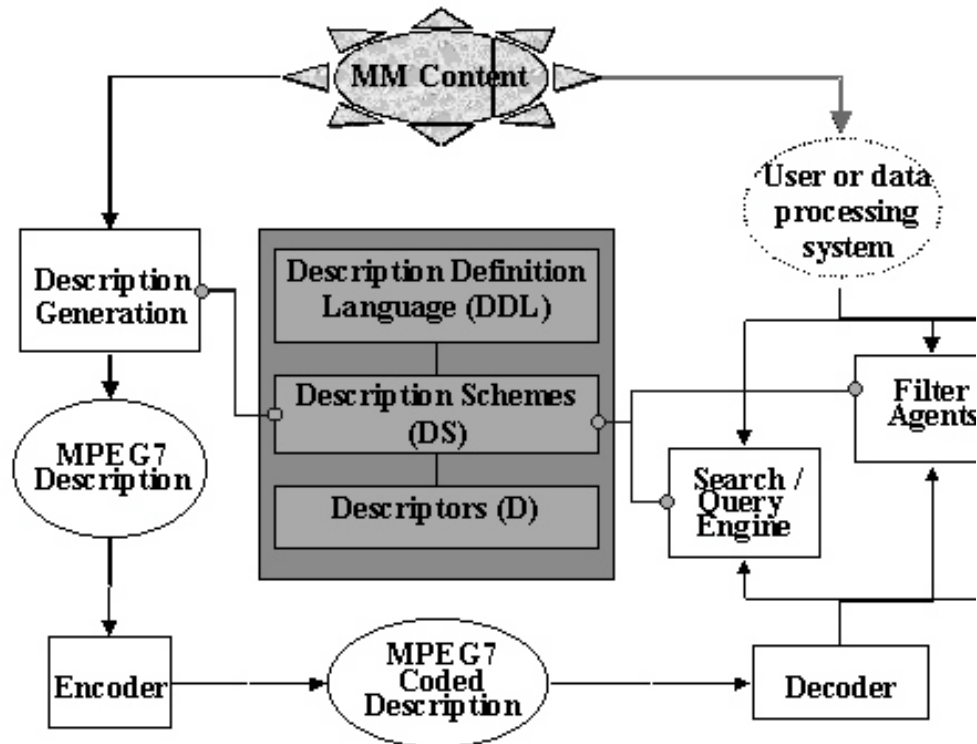 MM Content
User or data
processing
system
Description
Generation
Description Definition
Language (DDL)
Description Schemes
(DS)
Descriptors (D)
Filter
Agents
MPEG7
Description
Search /
Query
Engine
Encoder
MPEG7
Coded
Description
Decoder